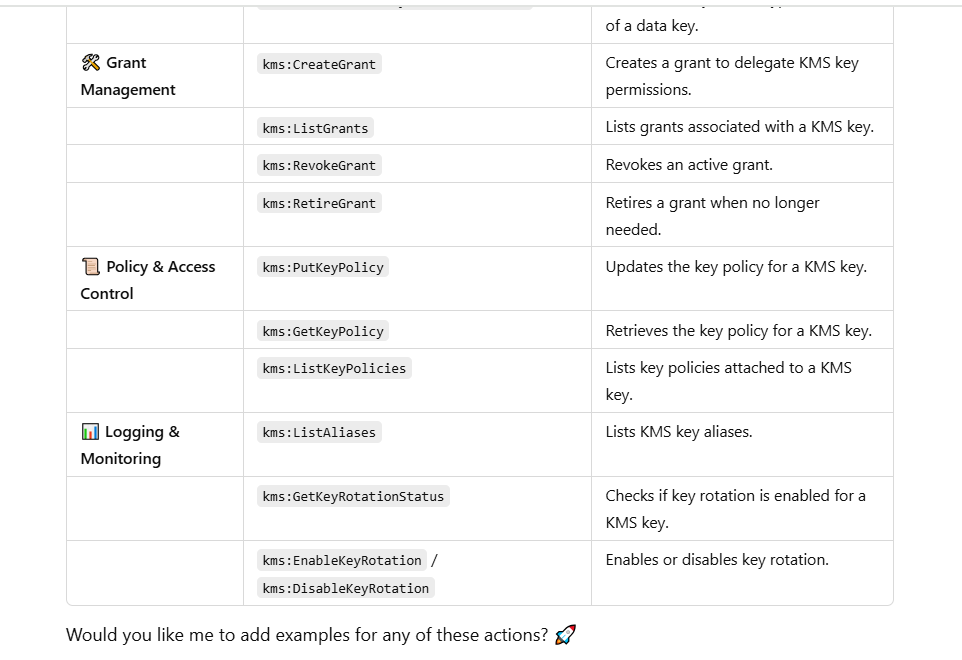 of a data key.
🛠 Grant
Management
kms:CreateGrant
Creates a grant to delegate KMS key
permissions.
kms:ListGrants
Lists grants associated with a KMS key.
kms:RevokeGrant
Revokes an active grant.
kms:RetireGrant
Retires a grant when no longer
needed.
📜 Policy & Access
Control
kms:PutKeyPolicy
Updates the key policy for a KMS key.
kms:GetKeyPolicy
Retrieves the key policy for a KMS key.
kms:ListKeyPolicies
Lists key policies attached to a KMS
key.
📊 Logging &
Monitoring
kms:ListAliases
Lists KMS key aliases.
kms:GetKeyRotationStatus
Checks if key rotation is enabled for a
KMS key.
kms:EnableKeyRotation /
kms:DisableKeyRotation
Enables or disables key rotation.
Would you like me to add examples for any of these actions? 🚀